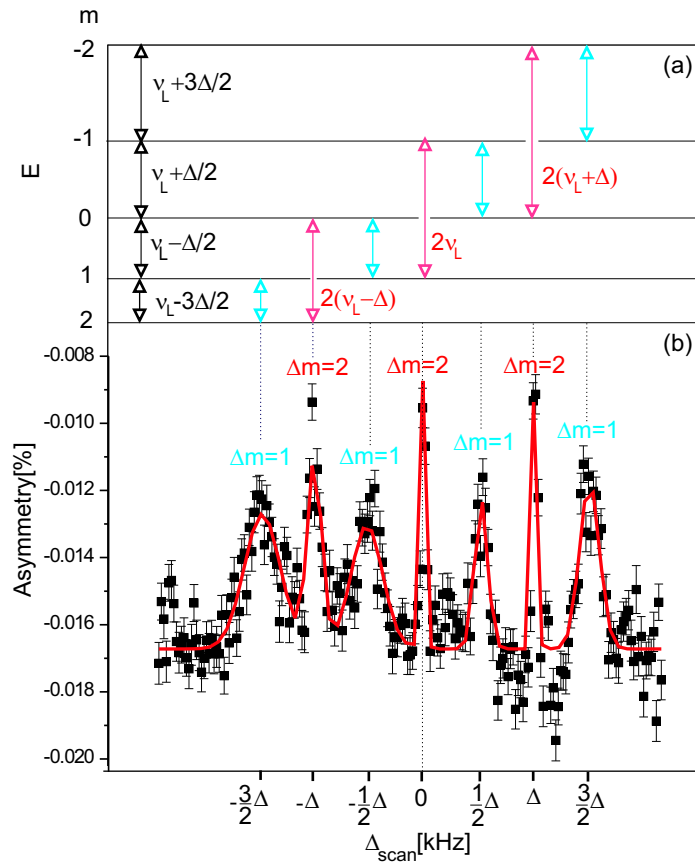 m
-2
(a)
ν_L+3Δ/2
-1
E
ν_L+Δ/2
2(ν_L+Δ)
0
ν_L−Δ/2
2ν_L
1
ν_L-3Δ/2
2(ν_L−Δ)
2
(b)
-0.008
Δm=2
Δm=2
Δm=2
-0.010
Δm=1
Δm=1
Δm=1
Δm=1
-0.012
Asymmetry[%]
-0.014
-0.016
-0.018
-0.020
-3/2Δ
-Δ
-1/2Δ
0
1/2Δ
Δ
3/2Δ
Δ_scan[kHz]